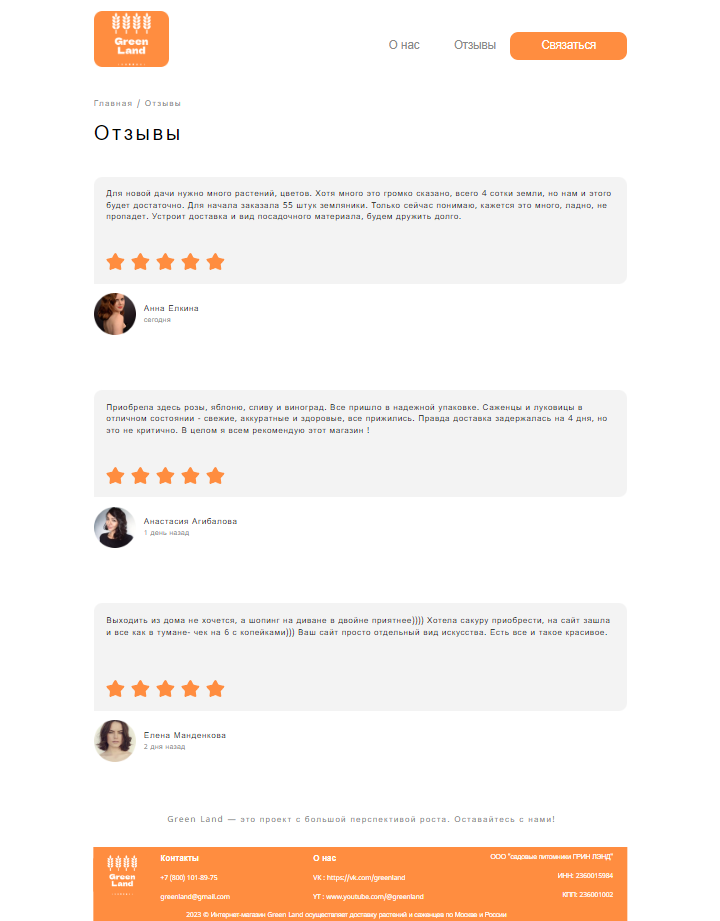 Green
Land
О нас
Отзывы
Связаться
Главная / Отзывы
Отзывы
Для новой дачи нужно много растений, цветов. Хотя много это громко сказано, всего 4 сотки земли, но нам и этого
будет достаточно. Для начала заказала 55 штук земляники. Только сейчас понимаю, кажется это много, ладно, не
пропадет. Устроит доставка и вид посадочного материала, будем дружить долго.
Анна Елкина
сегодня
Приобрела здесь розы, яблоню, сливу и виноград. Все пришло в надежной упаковке. Саженцы и луковицы в
отличном состоянии - свежие, аккуратные и здоровые, все прижились. Правда доставка задержалась на 4 дня, но
это не критично. В целом я всем рекомендую этот магазин !
Анастасия Агибалова
1 день назад
Выходить из дома не хочется, а шопинг на диване в двойне приятнее)))) Хотела сакуру приобрести, на сайт зашла
и все как в тумане- чек на 6 с копейками))) Ваш сайт просто отдельный вид искусства. Есть все и такое красивое.
Елена Манденкова
2 дня назад
Green Land — это проект с большой перспективой роста. Оставайтесь с нами!
Green
Land
Контакты
+7 (800) 101-89-75
greenland@gmail.com
О нас
VK : https://vk.com/greenland
YT : www.youtube.com/@greenland
ООО "садовые питомники ГРИН ЛЭНД"
ИНН: 2360015984
КПП: 236001002
2023 © Интернет-магазин Green Land осуществляет доставку растений и саженцев по Москве и России